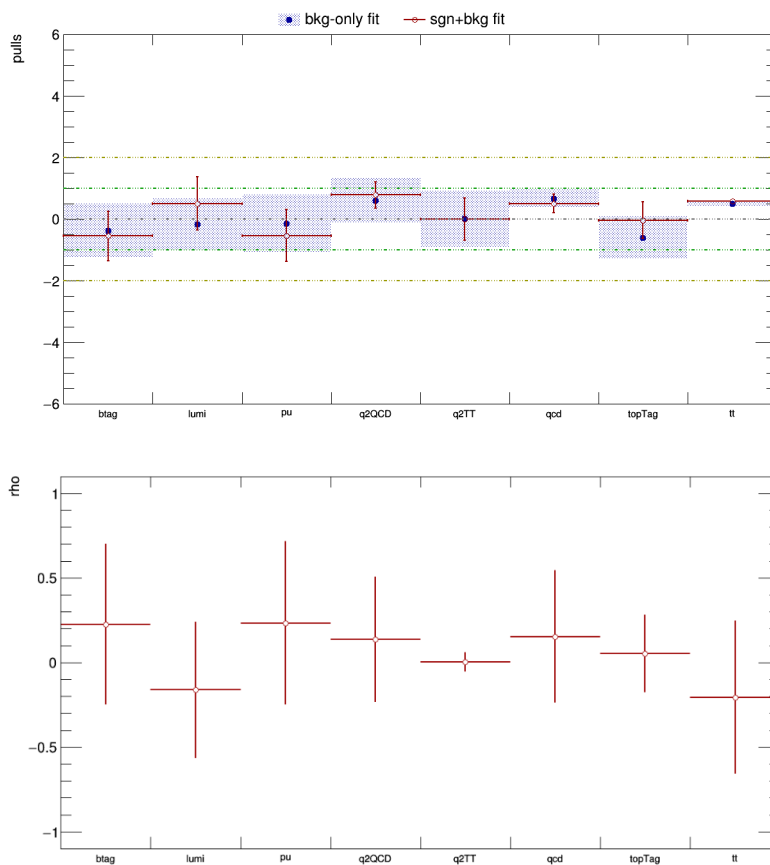 bkg-only fit sgn+bkg fit
pulls
6
4
2
0
−2
−4
−6
btag lumi pu q2QCD q2TT qcd topTag tt
rho
1
0.5
0
−0.5
−1
btag lumi pu q2QCD q2TT qcd topTag tt